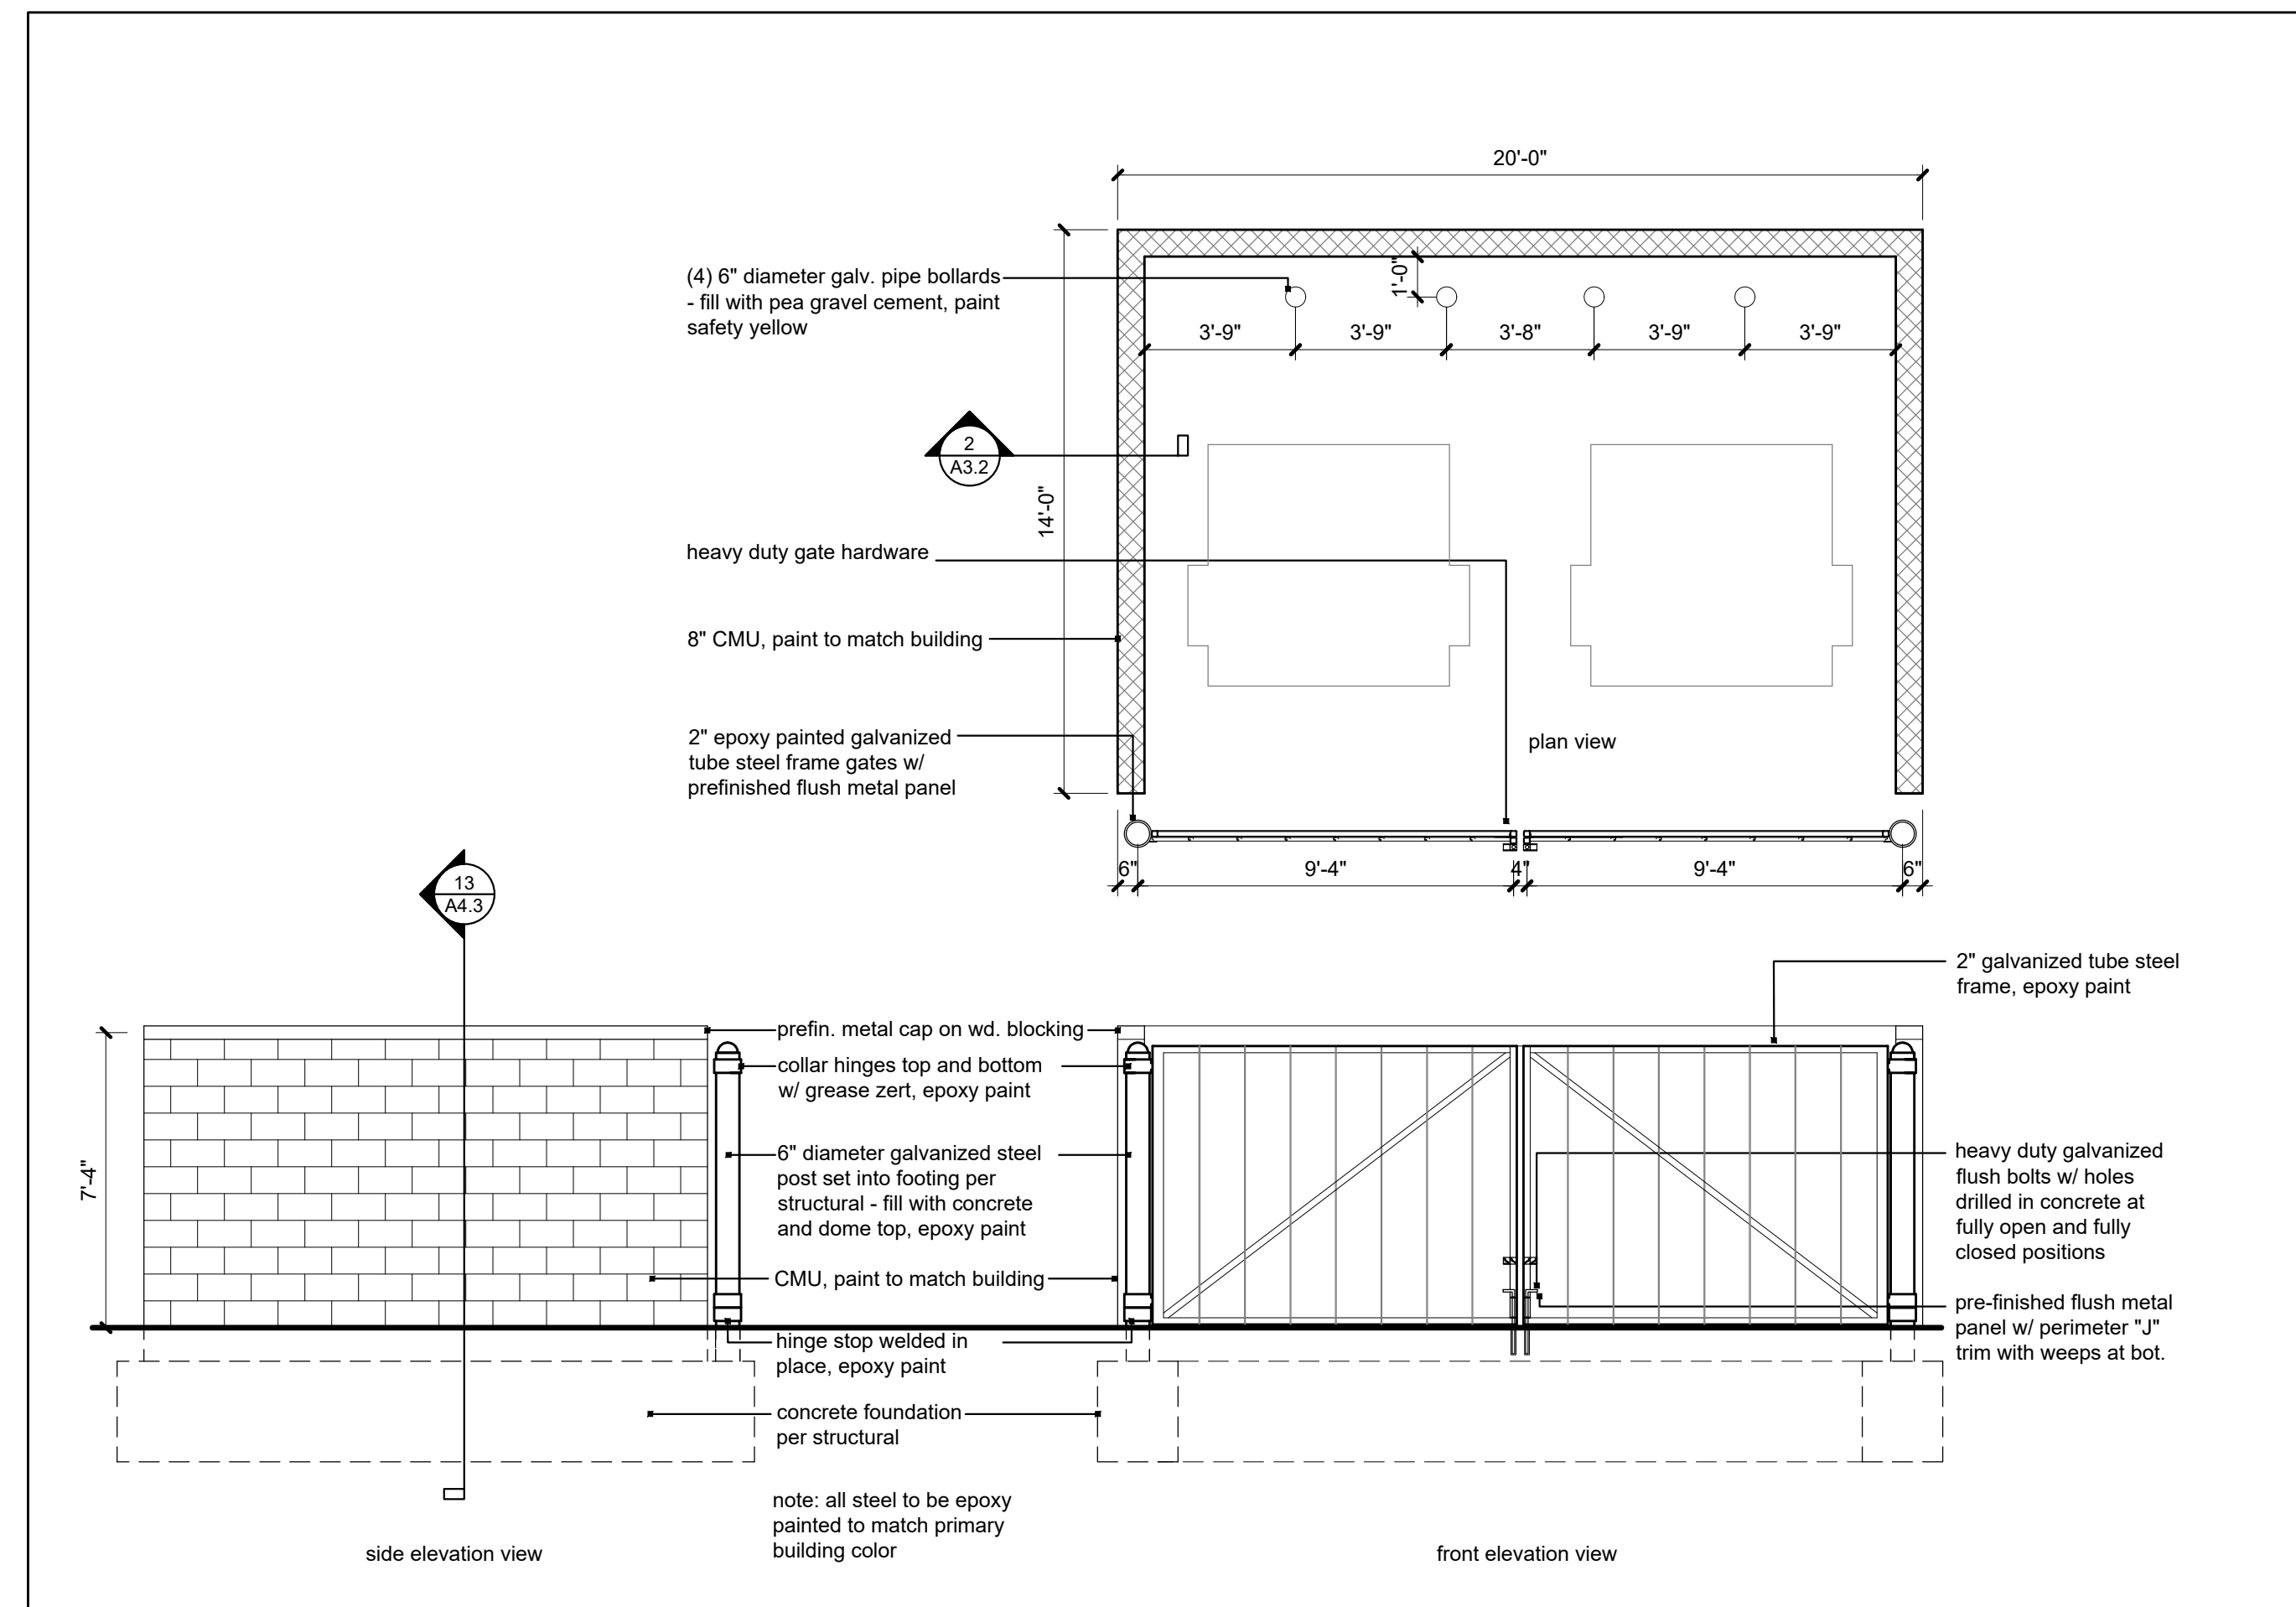 20'-0"
(4) 6" diameter galv. pipe bollards
- fill with pea gravel cement, paint
safety yellow
1'-0"
3'-9"
3'-9"
3'-8"
3'-9"
3'-9"
2
A3.2
14'-0"
heavy duty gate hardware
8" CMU, paint to match building
2" epoxy painted galvanized
tube steel frame gates w/
prefinished flush metal panel
plan view
6"
9'-4"
4"
9'-4"
6"
13
A4.3
2" galvanized tube steel
frame, epoxy paint
prefin. metal cap on wd. blocking
collar hinges top and bottom
w/ grease zert, epoxy paint
7'-4"
6" diameter galvanized steel
post set into footing per
structural - fill with concrete
and dome top, epoxy paint
heavy duty galvanized
flush bolts w/ holes
drilled in concrete at
fully open and fully
closed positions
CMU, paint to match building
pre-finished flush metal
panel w/ perimeter "J"
trim with weeps at bot.
hinge stop welded in
place, epoxy paint
concrete foundation
per structural
note: all steel to be epoxy
painted to match primary
building color
side elevation view
front elevation view